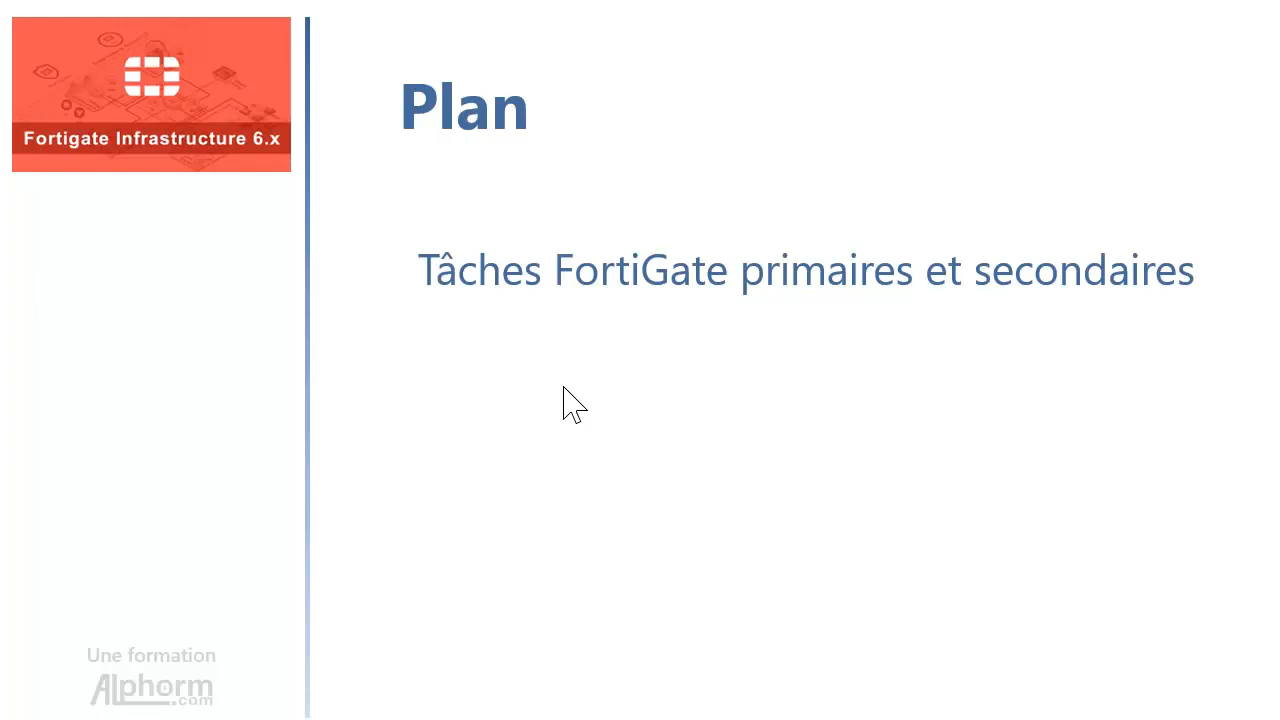 Fortigate Infrastructure 6.x
Plan
Tâches FortiGate primaires et secondaires
Une formation
Alphorm
.com